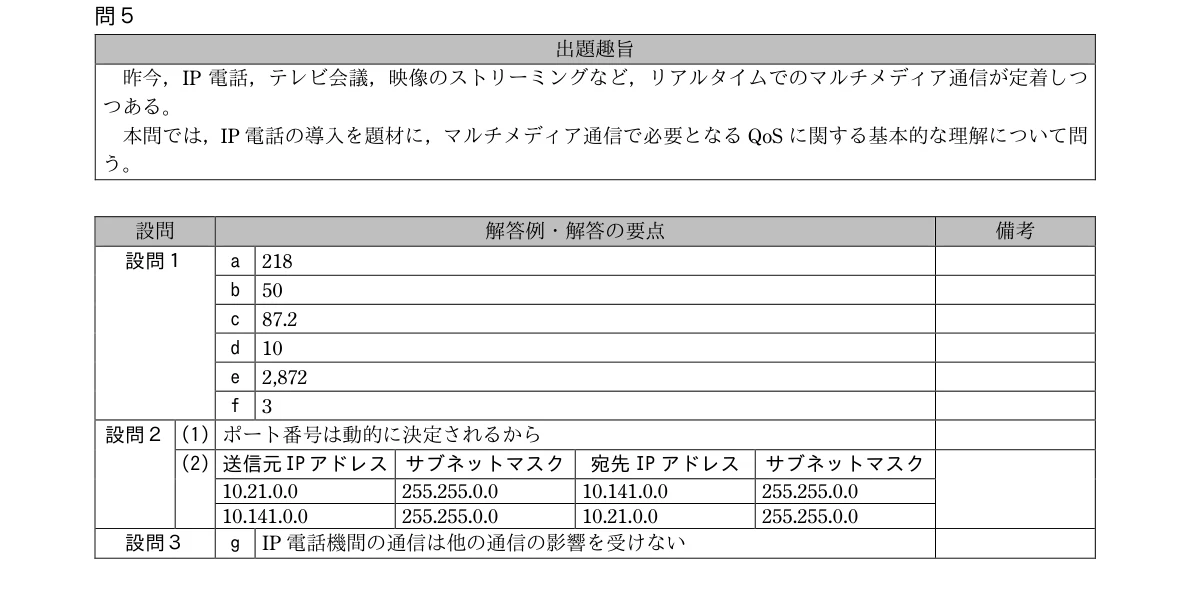 問5
出題趣旨
昨今，IP 電話，テレビ会議，映像のストリーミングなど，リアルタイムでのマルチメディア通信が定着しつ
つある。
本問では，IP 電話の導入を題材に，マルチメディア通信で必要となる QoS に関する基本的な理解について問
う。
設問 解答例・解答の要点 備考
設問1 a 218
b 50
c 87.2
d 10
e 2,872
f 3
設問2 (1) ポート番号は動的に決定されるから
(2) 送信元 IP アドレス サブネットマスク 宛先 IP アドレス サブネットマスク
10.21.0.0 255.255.0.0 10.141.0.0 255.255.0.0
10.141.0.0 255.255.0.0 10.21.0.0 255.255.0.0
設問3 g IP 電話機間の通信は他の通信の影響を受けない